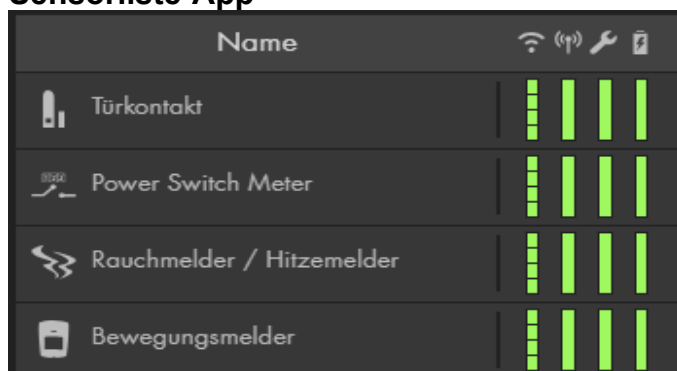 Sensorliste App
Name
Türkontakt
Power Switch Meter
Rauchmelder / Hitzemelder
Bewegungsmelder